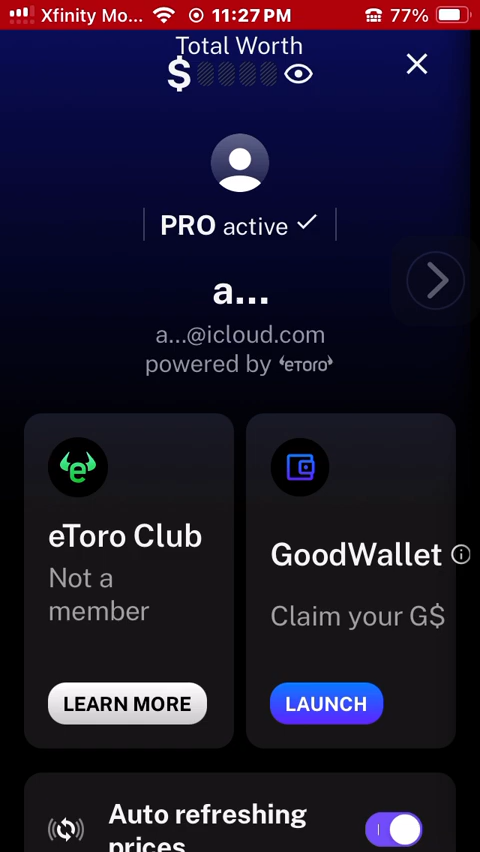 Xfinity Mo... 11:27 PM 77%
Total Worth
$
PRO active
a...
a...@icloud.com
powered by eToro
eToro Club
Not a
member
LEARN MORE
GoodWallet
Claim your G$
LAUNCH
Auto refreshing
prices